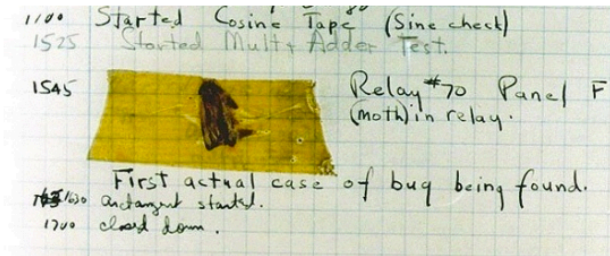 1100 Started Cosine Tape (Sine check)
1525 Started Mult+ Adder Test.
1545 Relay #70 Panel F
(moth) in relay.
First actual case of bug being found.
1630 antangent started.
1700 closed down.